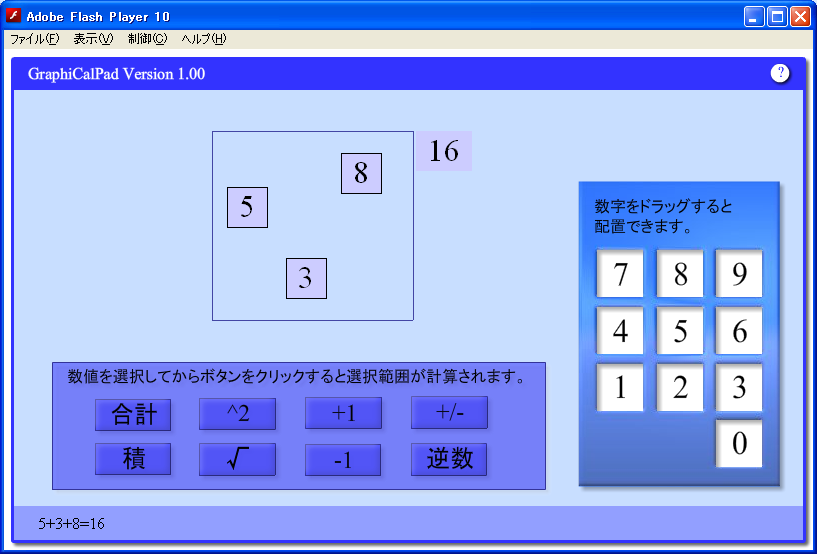 Adobe Flash Player 10
ファイル(F) 表示(V) 制御(C) ヘルプ(H)
GraphiCalPad Version 1.00
?
16
8
5
3
数字をドラッグすると
配置できます。
7 8 9
4 5 6
1 2 3
0
数値を選択してからボタンをクリックすると選択範囲が計算されます。
合計 ^2 +1 +/-
積 √ -1 逆数
5+3+8=16